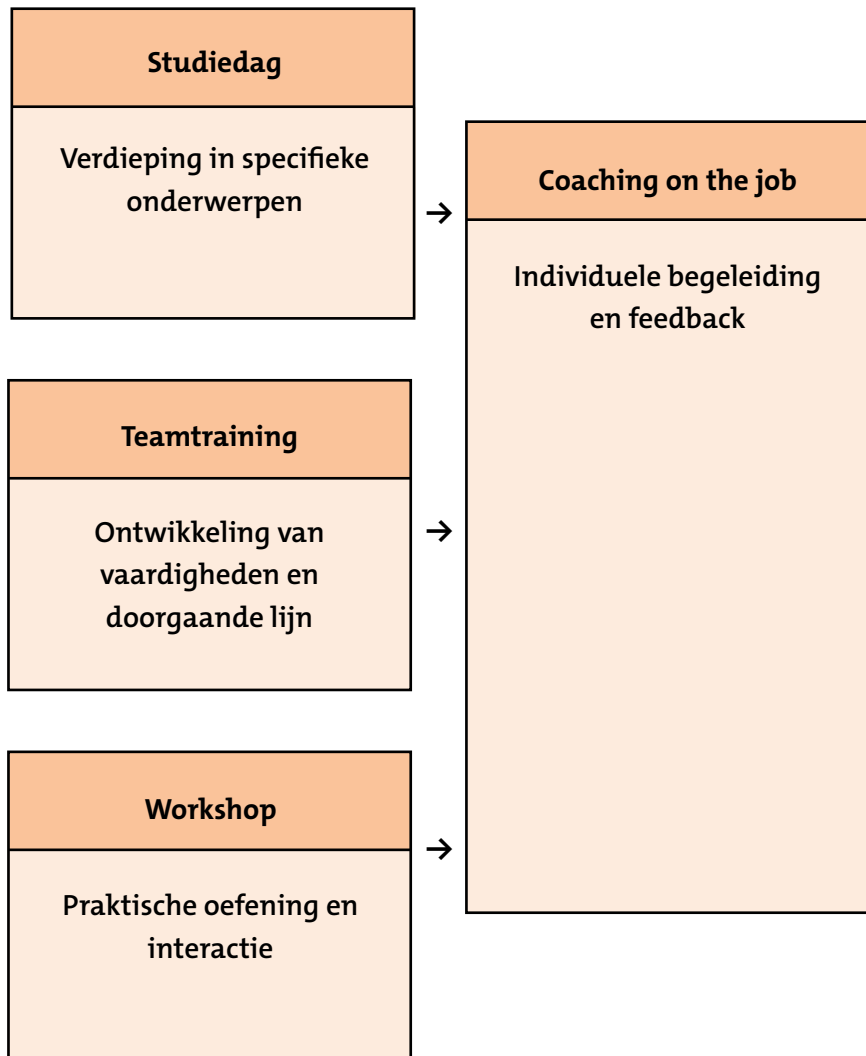 Studiedag
Verdieping in specifieke
onderwerpen
→
Teamtraining
Ontwikkeling van
vaardigheden en
doorgaande lijn
→
Workshop
Praktische oefening en
interactie
→
Coaching on the job
Individuele begeleiding
en feedback